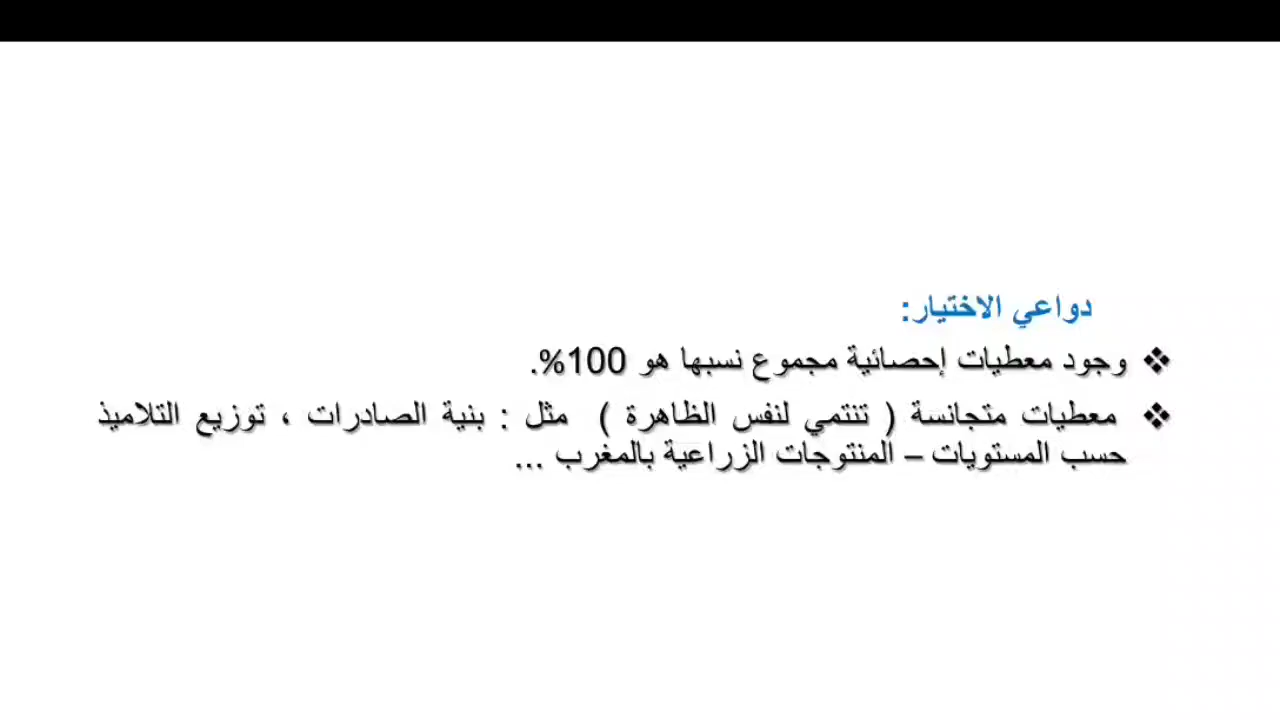 دواعي الاختيار:
❖ وجود معطيات إحصائية مجموع نسبها هو 100%.
❖ معطيات متجانسة ( تنتمي لنفس الظاهرة ) مثل : بنية الصادرات ، توزيع التلاميذ
حسب المستويات – المنتوجات الزراعية بالمغرب ...